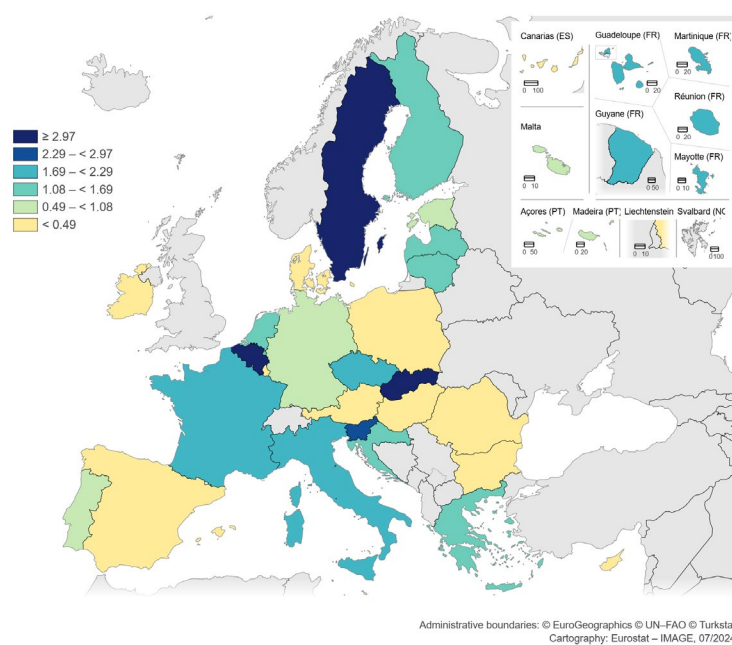 ≥ 2.97
2.29 – < 2.97
1.69 – < 2.29
1.08 – < 1.69
0.49 – < 1.08
< 0.49
Canarias (ES)
0 100
Guadeloupe (FR)
0 20
Martinique (FR)
0 20
Malta
0 10
Guyane (FR)
0 50
Réunion (FR)
0 20
Mayotte (FR)
0 10
Açores (PT)
0 50
Madeira (PT)
0 20
Liechtenstein
0 10
Svalbard (NO
0 100
Administrative boundaries: © EuroGeographics © UN–FAO © Turksta
Cartography: Eurostat – IMAGE, 07/2024